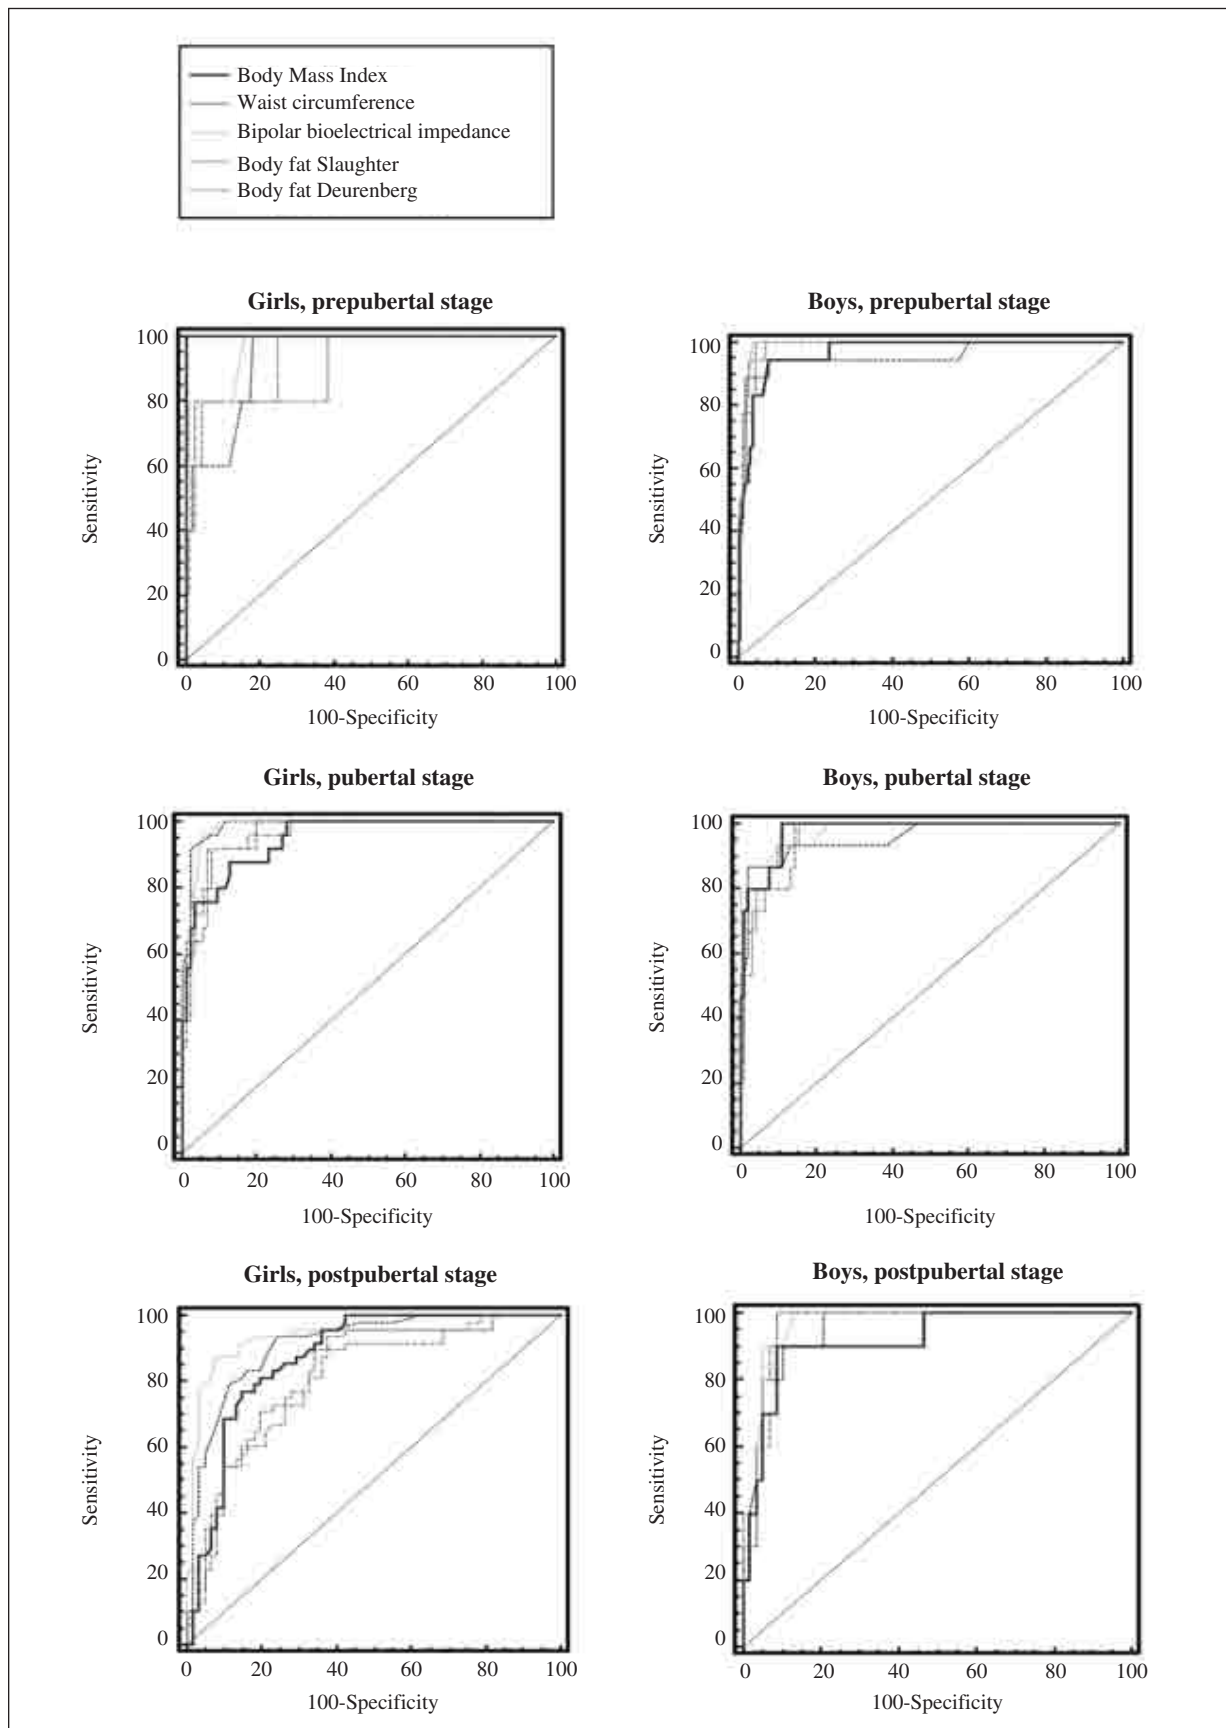 Body Mass Index
Waist circumference
Bipolar bioelectrical impedance
Body fat Slaughter
Body fat Deurenberg
Girls, prepubertal stage
100
80
60
40
20
0
Sensitivity
0 20 40 60 80 100
100-Specificity
Boys, prepubertal stage
100
80
60
40
20
0
Sensitivity
0 20 40 60 80 100
100-Specificity
Girls, pubertal stage
100
80
60
40
20
0
Sensitivity
0 20 40 60 80 100
100-Specificity
Boys, pubertal stage
100
80
60
40
20
0
Sensitivity
0 20 40 60 80 100
100-Specificity
Girls, postpubertal stage
100
80
60
40
20
0
Sensitivity
0 20 40 60 80 100
100-Specificity
Boys, postpubertal stage
100
80
60
40
20
0
Sensitivity
0 20 40 60 80 100
100-Specificity